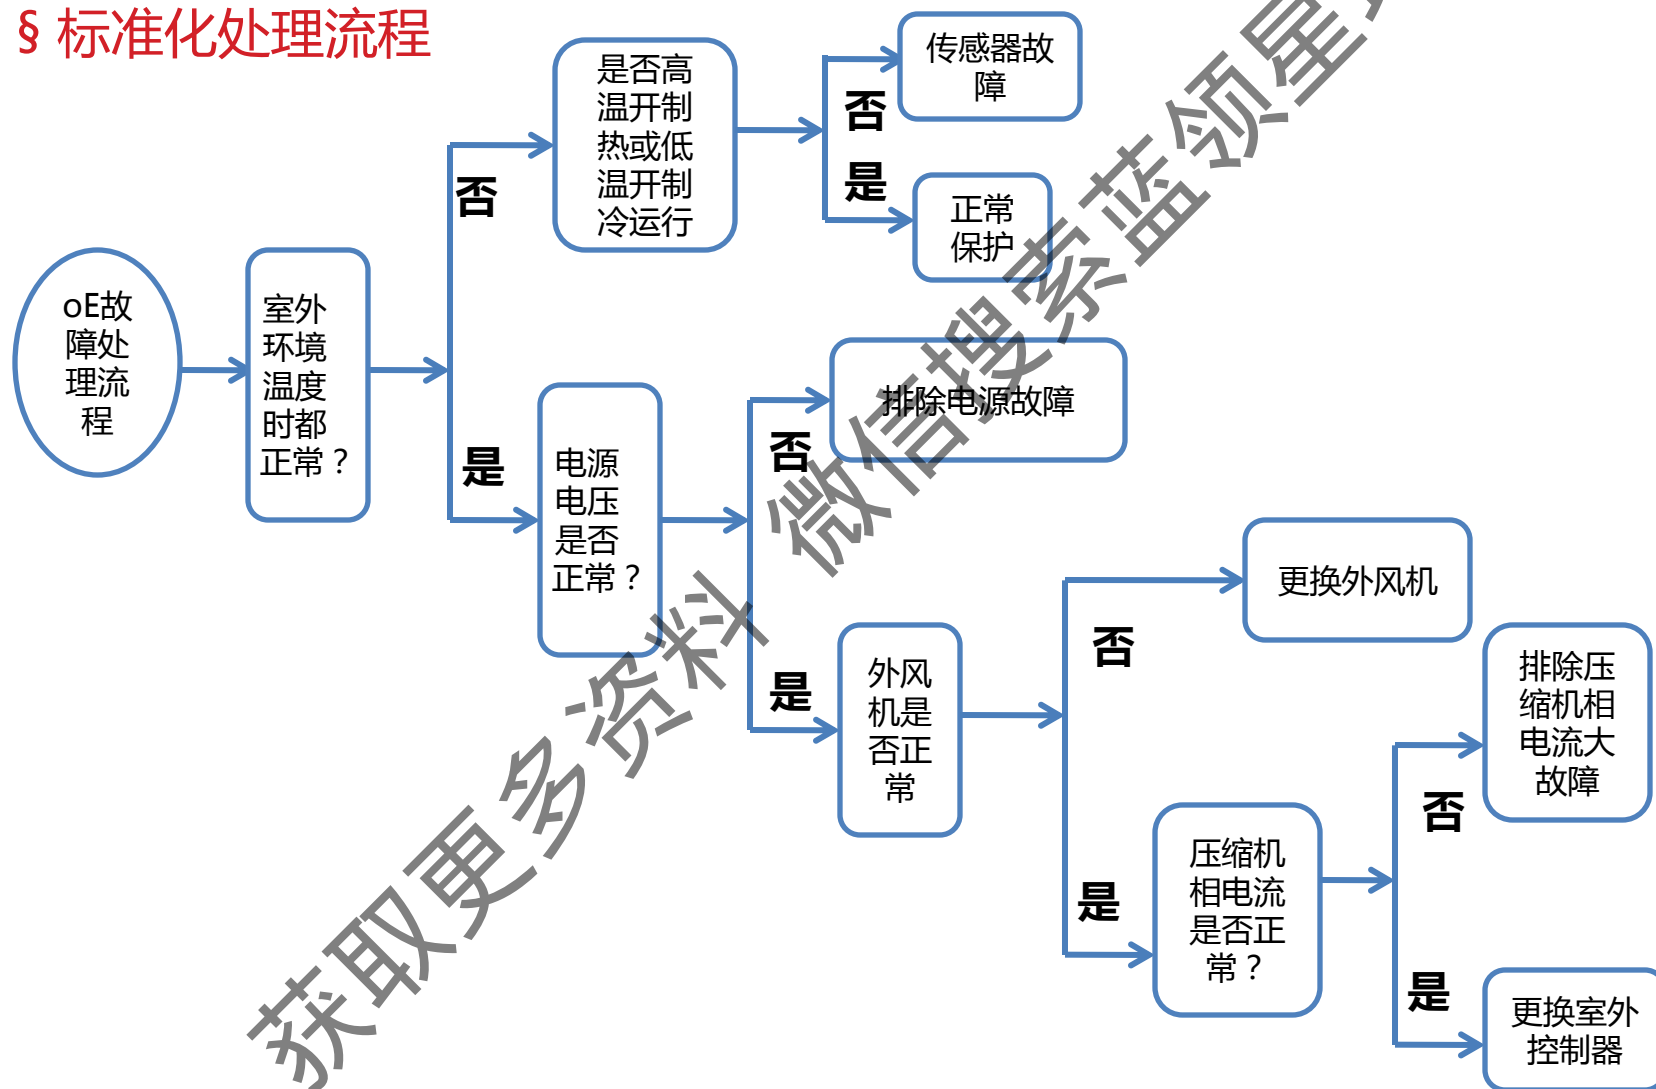 § 标准化处理流程
oE故
障处
理流
程
室外
环境
温度
时都
正常？
否
是
是否高
温开制
热或低
温开制
冷运行
否
是
传感器故
障
正常
保护
电源
电压
是否
正常？
否
是
排除电源故障
外风
机是
否正
常
否
是
更换外风机
压缩机
相电流
是否正
常？
否
是
排除压
缩机相
电流大
故障
更换室外
控制器
获取更多资料 微信搜索蓝领星